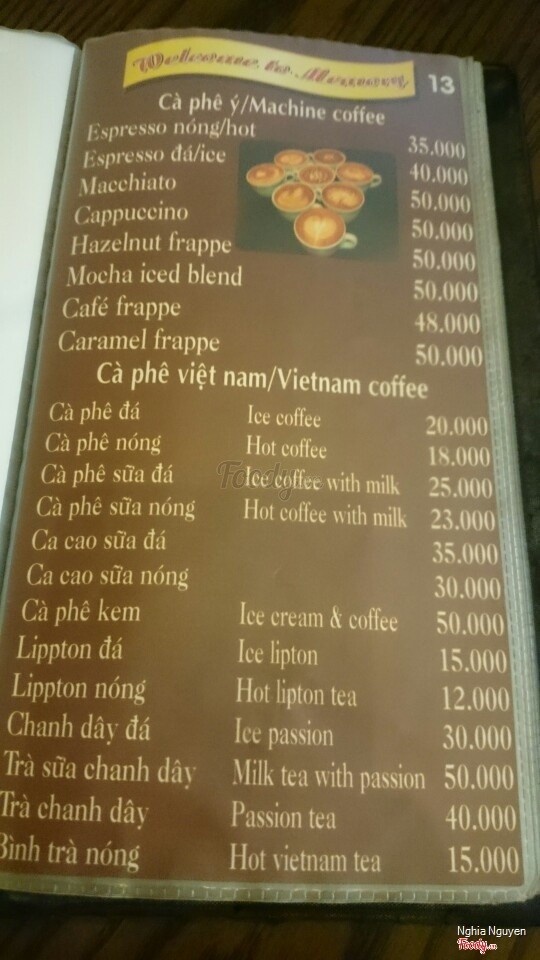 Welcome to Memory
13
Cà phê ý/Machine coffee
Espresso nóng/hot 35.000
Espresso đá/ice 40.000
Macchiato 50.000
Cappuccino 50.000
Hazelnut frappe 50.000
Mocha iced blend 50.000
Café frappe 48.000
Caramel frappe 50.000
Cà phê việt nam/Vietnam coffee
Cà phê đá Ice coffee 20.000
Cà phê nóng Hot coffee 18.000
Cà phê sữa đá Ice coffee with milk 25.000
Cà phê sữa nóng Hot coffee with milk 23.000
Ca cao sữa đá 35.000
Ca cao sữa nóng 30.000
Cà phê kem Ice cream & coffee 50.000
Lippton đá Ice lipton 15.000
Lippton nóng Hot lipton tea 12.000
Chanh dây đá Ice passion 30.000
Trà sữa chanh dây Milk tea with passion 50.000
Trà chanh dây Passion tea 40.000
Bình trà nóng Hot vietnam tea 15.000
Foody
Nghia Nguyen
Foody.vn